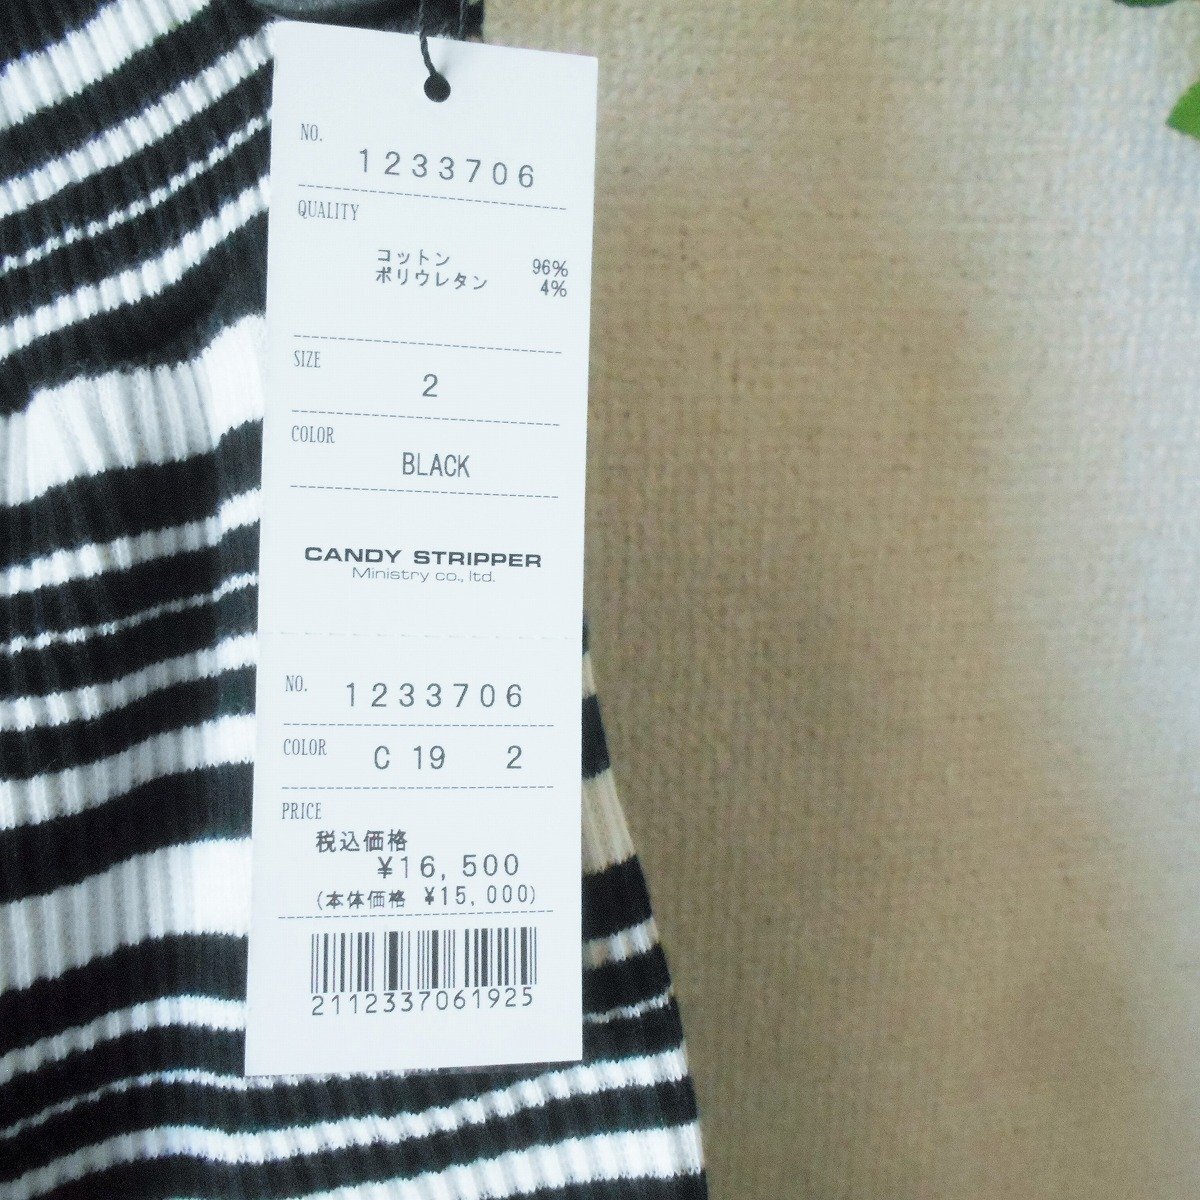 NO.
1233706
QUALITY
コットン 96%
ポリウレタン 4%
SIZE
2
COLOR
BLACK
CANDY STRIPPER
Ministry co., ltd.
NO.
1233706
COLOR
C 19 2
PRICE
税込価格
¥16,500
(本体価格 ¥15,000)
2112337061925